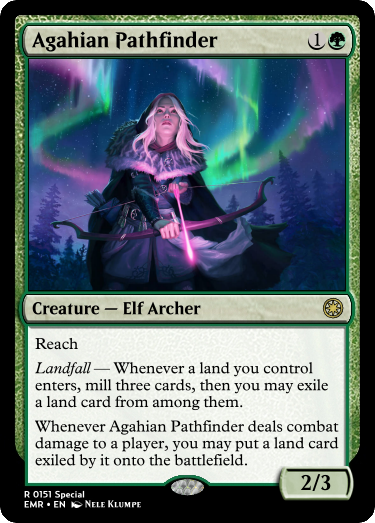 Agahian Pathfinder 1
Creature — Elf Archer
Reach
Landfall — Whenever a land you control
enters, mill three cards, then you may exile
a land card from among them.
Whenever Agahian Pathfinder deals combat
damage to a player, you may put a land card
exiled by it onto the battlefield.
2/3
R 0151 Special
EMR • EN Nele Klumpe